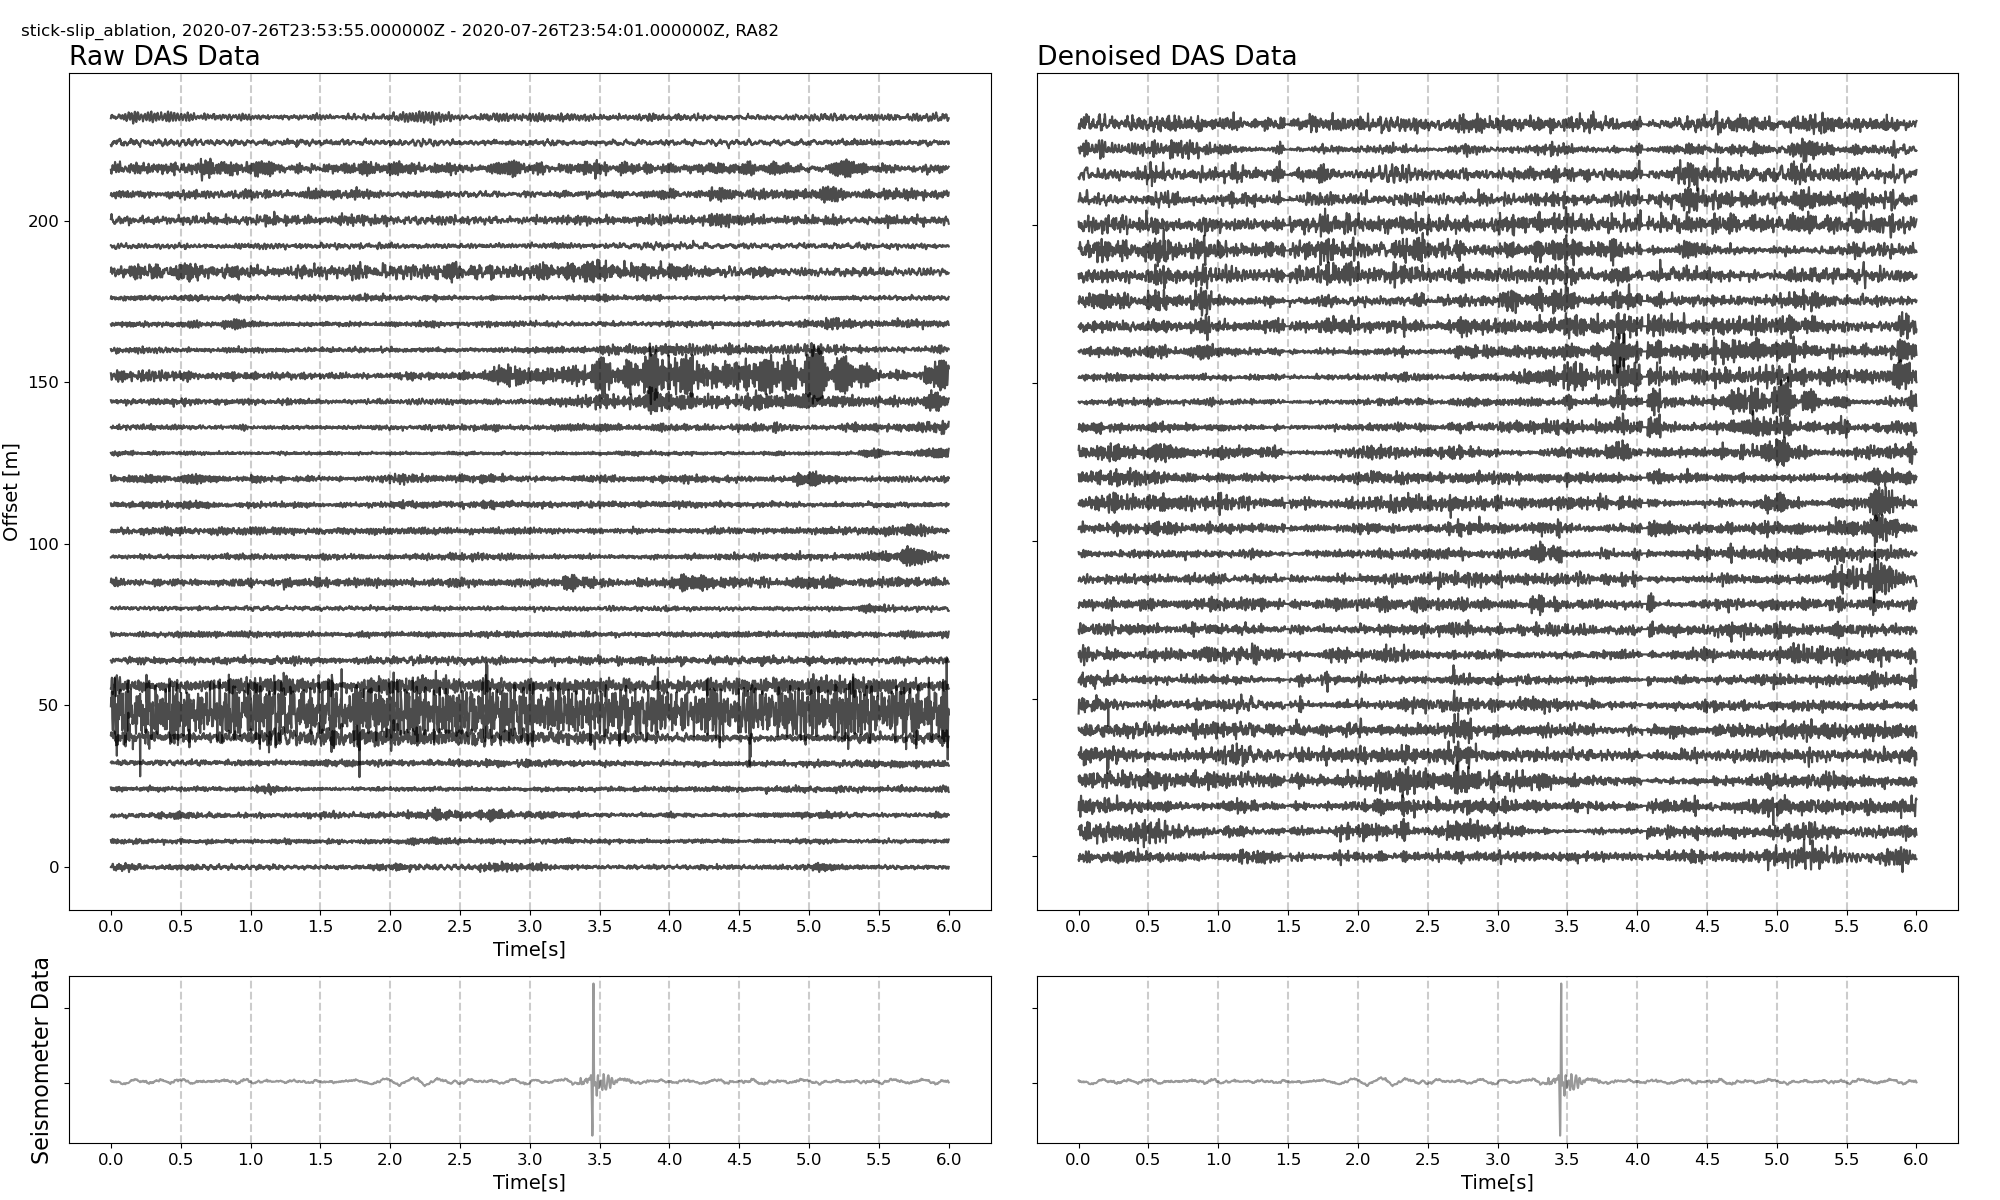 stick-slip_ablation, 2020-07-26T23:53:55.000000Z - 2020-07-26T23:54:01.000000Z, RA82
Raw DAS Data
Denoised DAS Data
Offset [m]
200
150
100
50
0
0.0 0.5 1.0 1.5 2.0 2.5 3.0 3.5 4.0 4.5 5.0 5.5 6.0
Time[s]
0.0 0.5 1.0 1.5 2.0 2.5 3.0 3.5 4.0 4.5 5.0 5.5 6.0
Seismometer Data
0.0 0.5 1.0 1.5 2.0 2.5 3.0 3.5 4.0 4.5 5.0 5.5 6.0
Time[s]
0.0 0.5 1.0 1.5 2.0 2.5 3.0 3.5 4.0 4.5 5.0 5.5 6.0
Time[s]